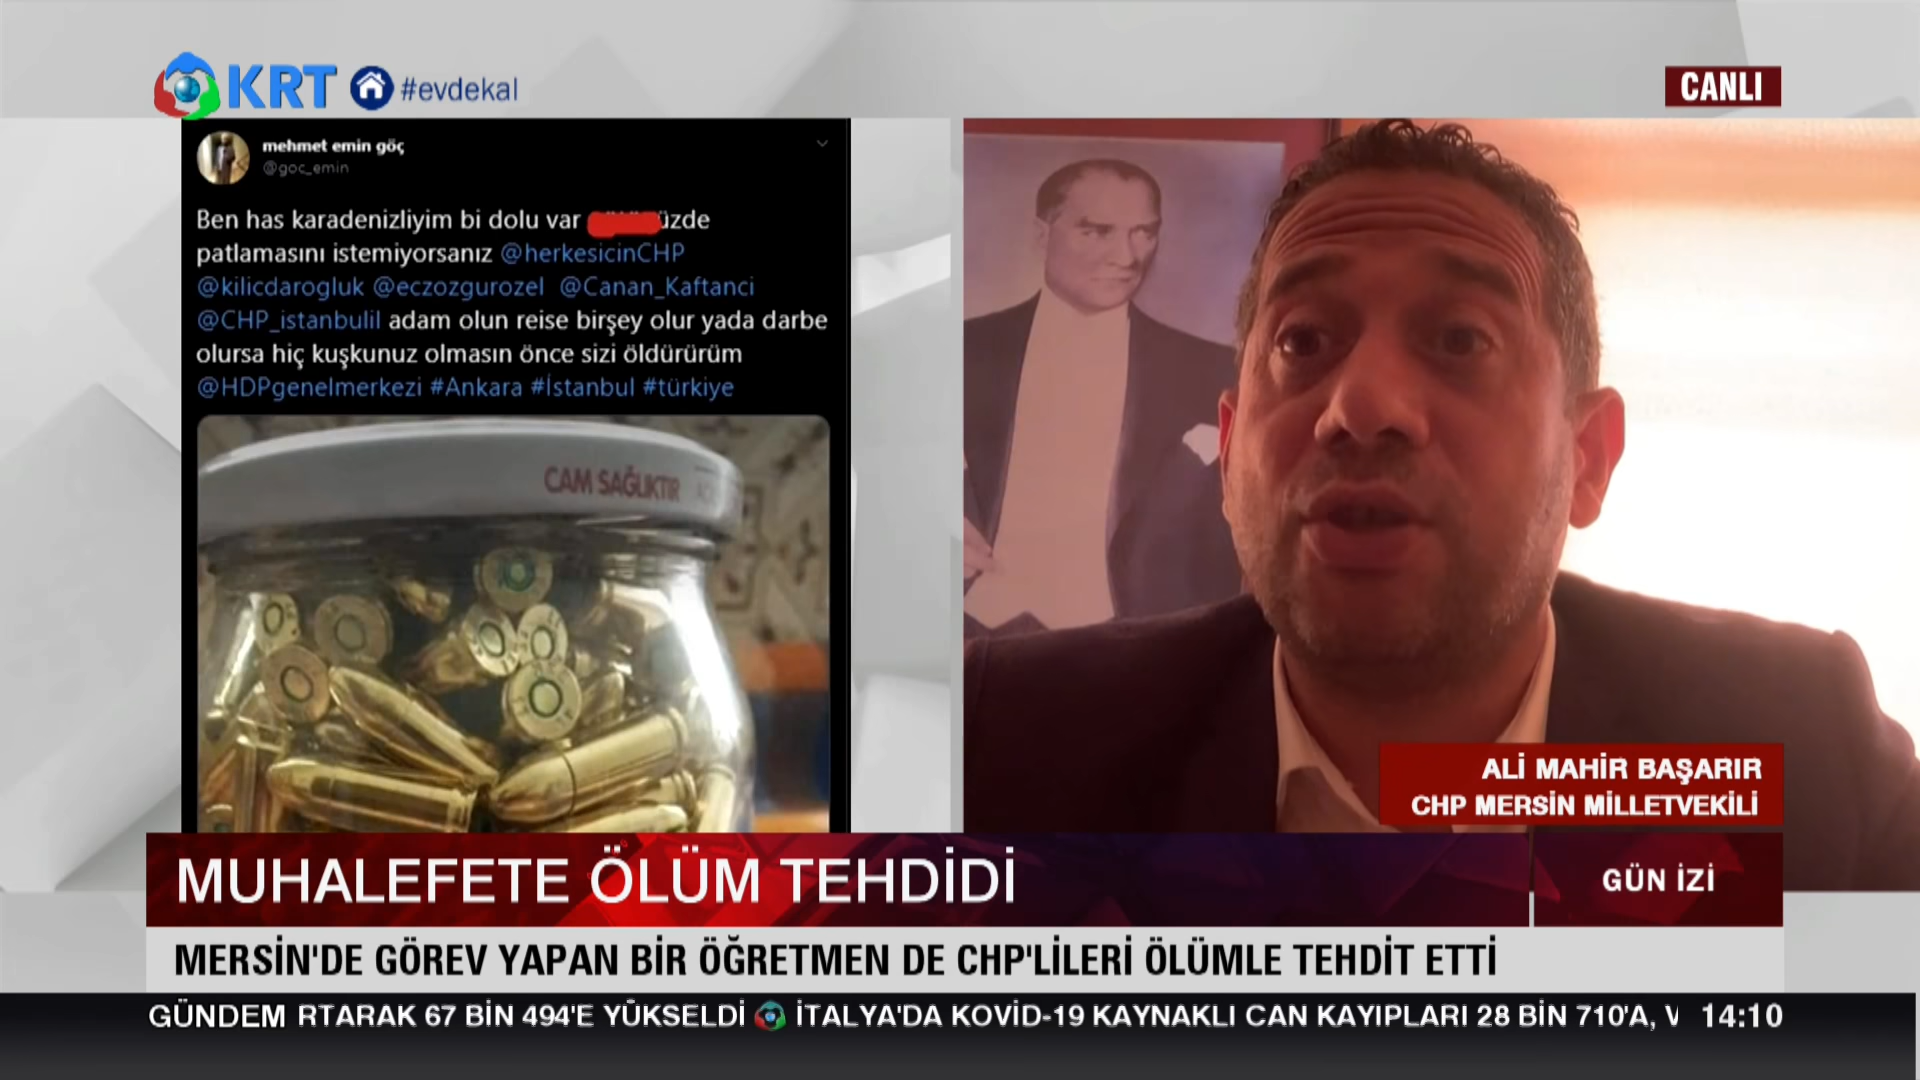 KRT #evdekal
CANLI
mehmet emin göç
@goc_emin
Ben has karadenizliyim bi dolu var üzde
patlamasını istemiyorsanız @herkesicinCHP
@kilicdarogluk @eczozgurozel @Canan_Kaftanci
@CHP_istanbulil adam olun reise birşey olur yada darbe
olursa hiç kuşkunuz olmasın önce sizi öldürürüm
@HDPgenelmerkezi #Ankara #İstanbul #türkiye
CAM SAĞLIKTIR
ALİ MAHİR BAŞARIR
CHP MERSİN MİLLETVEKİLİ
MUHALEFETE ÖLÜM TEHDİDİ
GÜN İZİ
MERSİN'DE GÖREV YAPAN BİR ÖĞRETMEN DE CHP'LİLERİ ÖLÜMLE TEHDİT ETTİ
GÜNDEM RTARAK 67 BİN 494'E YÜKSELDİ İTALYA'DA KOVİD-19 KAYNAKLI CAN KAYIPLARI 28 BİN 710'A, V 14:10